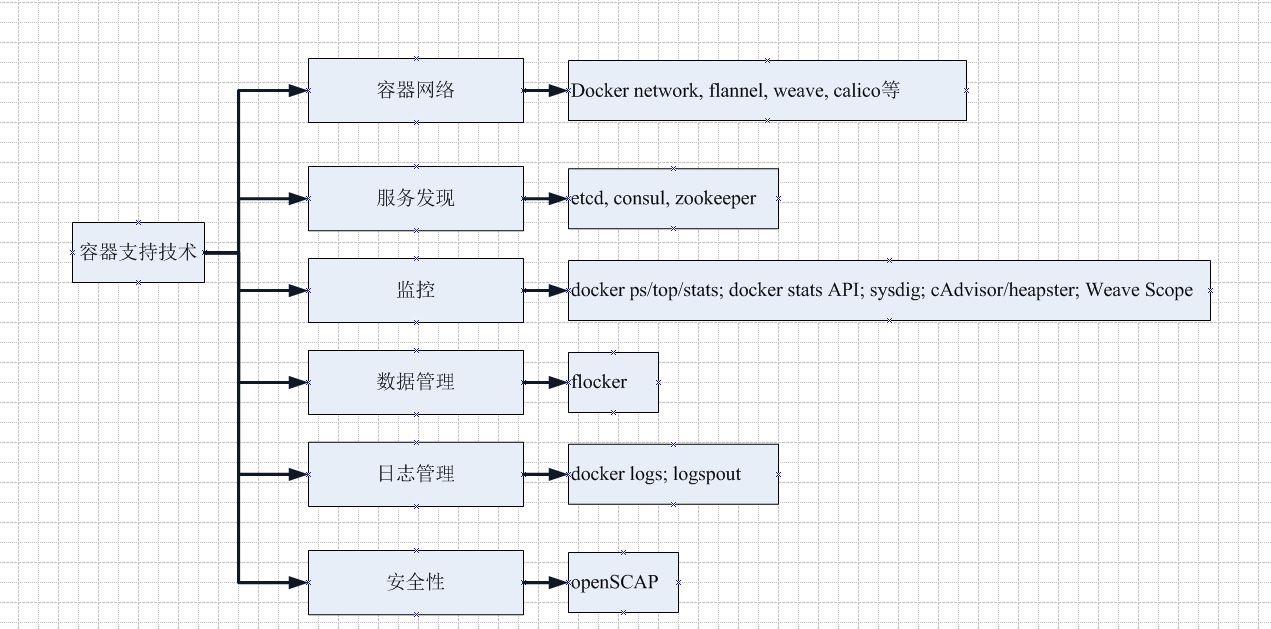 容器支持技术
容器网络
Docker network, flannel, weave, calico等
服务发现
etcd, consul, zookeeper
监控
docker ps/top/stats; docker stats API; sysdig; cAdvisor/heapster; Weave Scope
数据管理
flocker
日志管理
docker logs; logspout
安全性
openSCAP